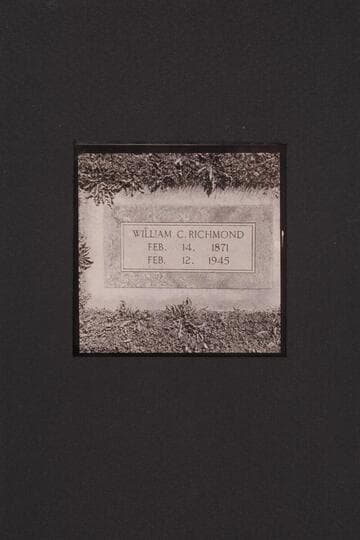 WILLIAM C. RICHMOND
FEB. 14. 1871
FEB. 12. 1945